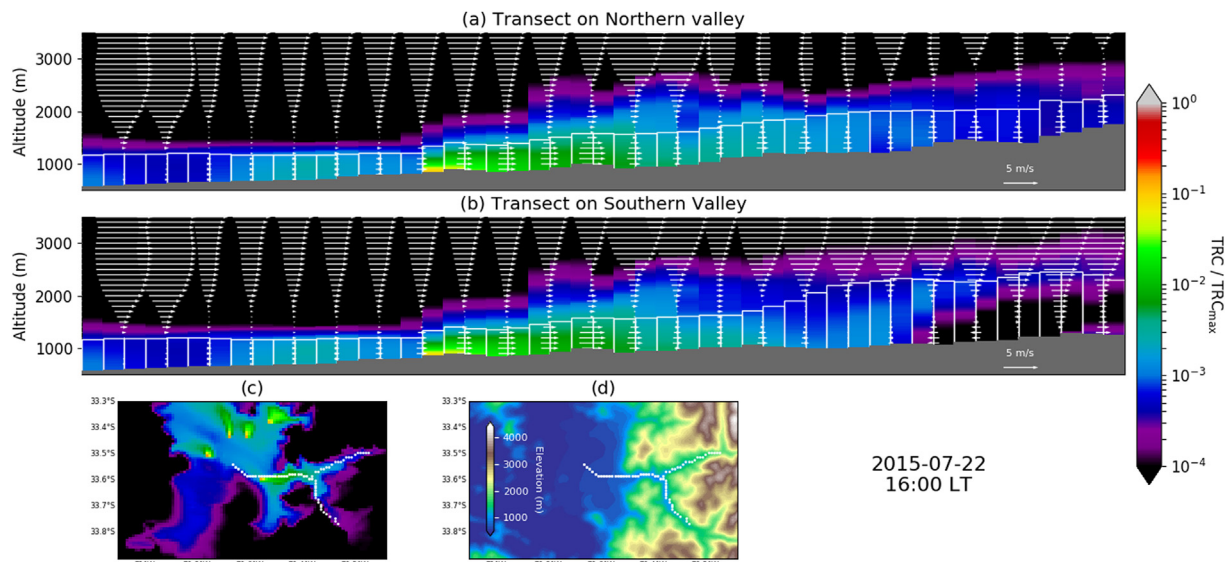 (a) Transect on Northern valley
3000
2000
1000
Altitude (m)
5 m/s
(b) Transect on Southern Valley
3000
2000
1000
Altitude (m)
5 m/s
10⁰
10⁻¹
10⁻²
10⁻³
10⁻⁴
TRC / TRC-max
(c)
33.3°S
33.4°S
33.5°S
33.6°S
33.7°S
33.8°S
(d)
33.3°S
33.4°S
33.5°S
33.6°S
33.7°S
33.8°S
4000
3000
2000
1000
Elevation (m)
2015-07-22
16:00 LT